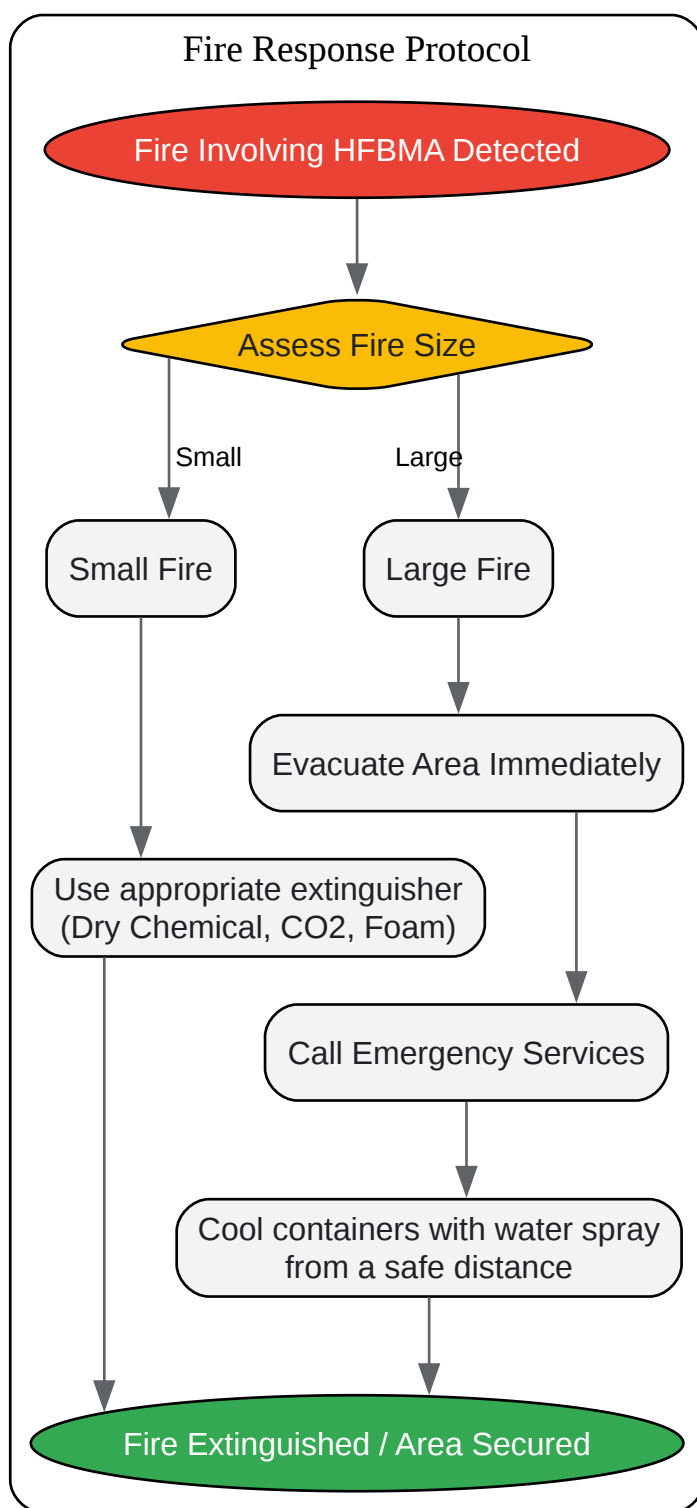 Fire Response Protocol
Fire Involving HFBMA Detected
Assess Fire Size
Small
Large
Small Fire
Large Fire
Evacuate Area Immediately
Use appropriate extinguisher
(Dry Chemical, CO2, Foam)
Call Emergency Services
Cool containers with water spray
from a safe distance
Fire Extinguished / Area Secured